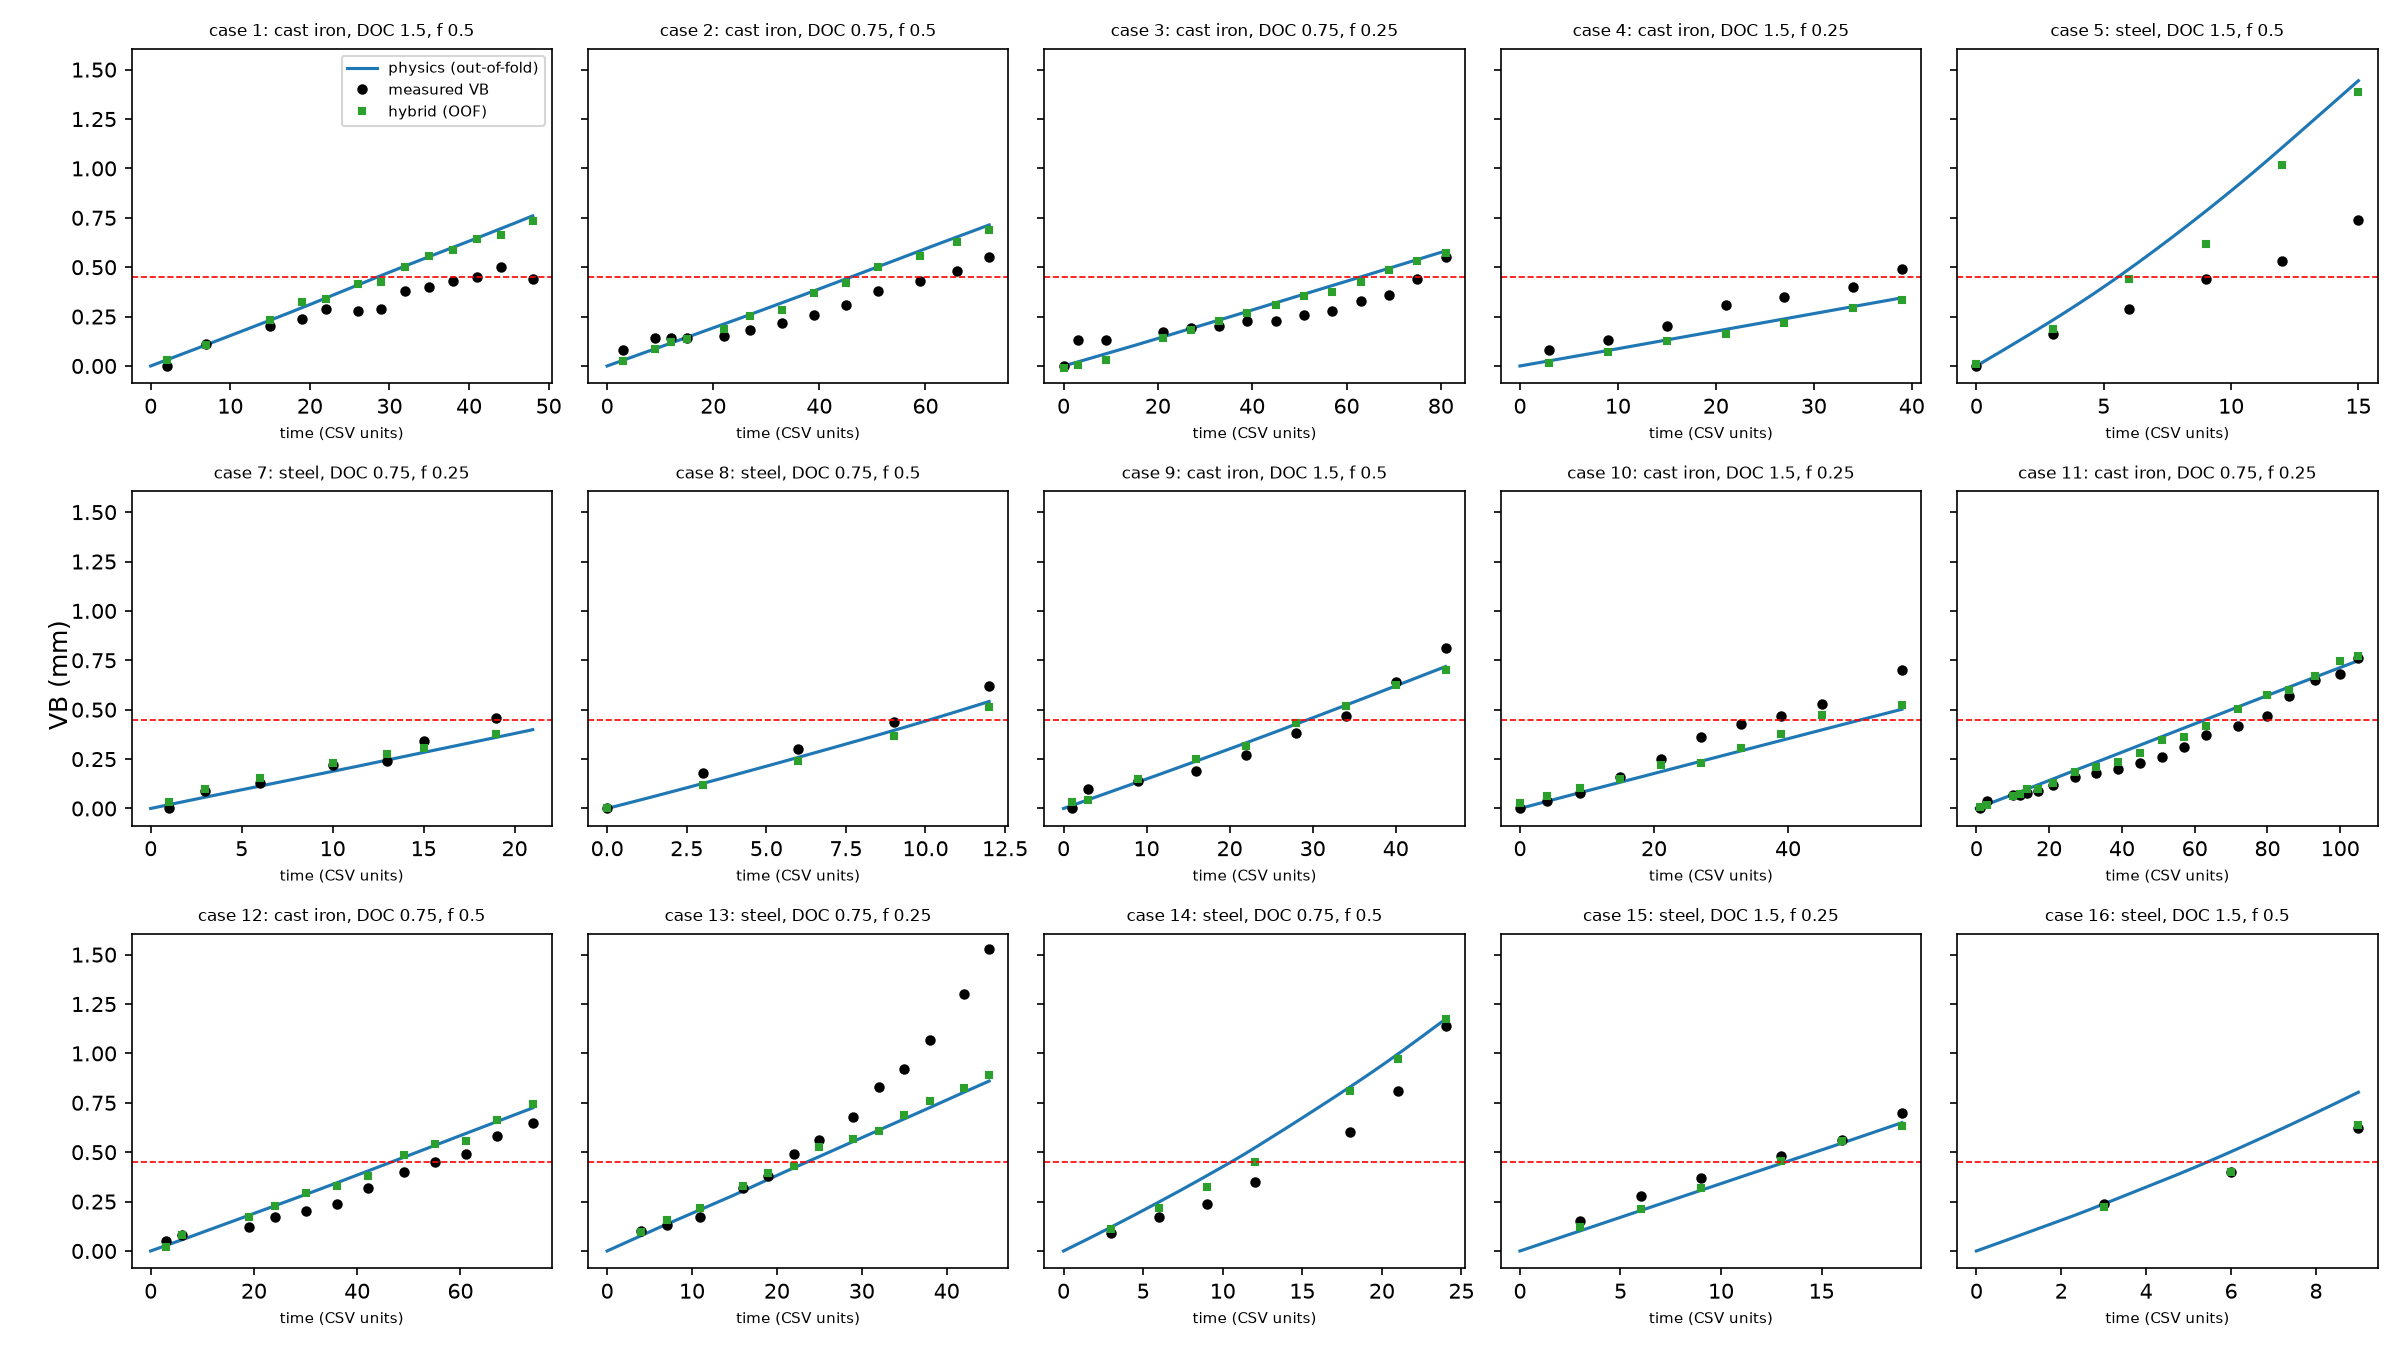 case 1: cast iron, DOC 1.5, f 0.5
case 2: cast iron, DOC 0.75, f 0.5
case 3: cast iron, DOC 0.75, f 0.25
case 4: cast iron, DOC 1.5, f 0.25
case 5: steel, DOC 1.5, f 0.5
physics (out-of-fold)
measured VB
hybrid (OOF)
1.50
1.25
1.00
0.75
0.50
0.25
0.00
0 10 20 30 40 50
0 20 40 60
0 20 40 60 80
0 10 20 30 40
0 5 10 15
time (CSV units)
time (CSV units)
time (CSV units)
time (CSV units)
time (CSV units)
case 7: steel, DOC 0.75, f 0.25
case 8: steel, DOC 0.75, f 0.5
case 9: cast iron, DOC 1.5, f 0.5
case 10: cast iron, DOC 1.5, f 0.25
case 11: cast iron, DOC 0.75, f 0.25
VB (mm)
1.50
1.25
1.00
0.75
0.50
0.25
0.00
0 5 10 15 20
0.0 2.5 5.0 7.5 10.0 12.5
0 10 20 30 40
0 20 40
0 20 40 60 80 100
time (CSV units)
time (CSV units)
time (CSV units)
time (CSV units)
time (CSV units)
case 12: cast iron, DOC 0.75, f 0.5
case 13: steel, DOC 0.75, f 0.25
case 14: steel, DOC 0.75, f 0.5
case 15: steel, DOC 1.5, f 0.25
case 16: steel, DOC 1.5, f 0.5
1.50
1.25
1.00
0.75
0.50
0.25
0.00
0 20 40 60
0 10 20 30 40
0 5 10 15 20 25
0 5 10 15
0 2 4 6 8
time (CSV units)
time (CSV units)
time (CSV units)
time (CSV units)
time (CSV units)